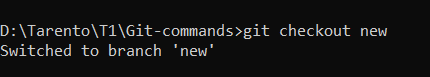 D:\Tarento\T1\Git-commands>git checkout new
Switched to branch 'new'